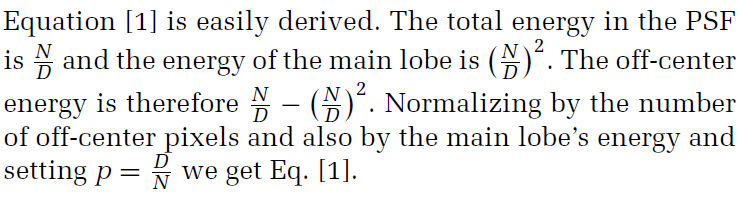 Equation [1] is easily derived. The total energy in the PSF
is $\frac{N}{D}$ and the energy of the main lobe is $\left(\frac{N}{D}\right)^2$. The off-center
energy is therefore $\frac{N}{D} - \left(\frac{N}{D}\right)^2$. Normalizing by the number
of off-center pixels and also by the main lobe's energy and
setting $p = \frac{D}{N}$ we get Eq. [1].